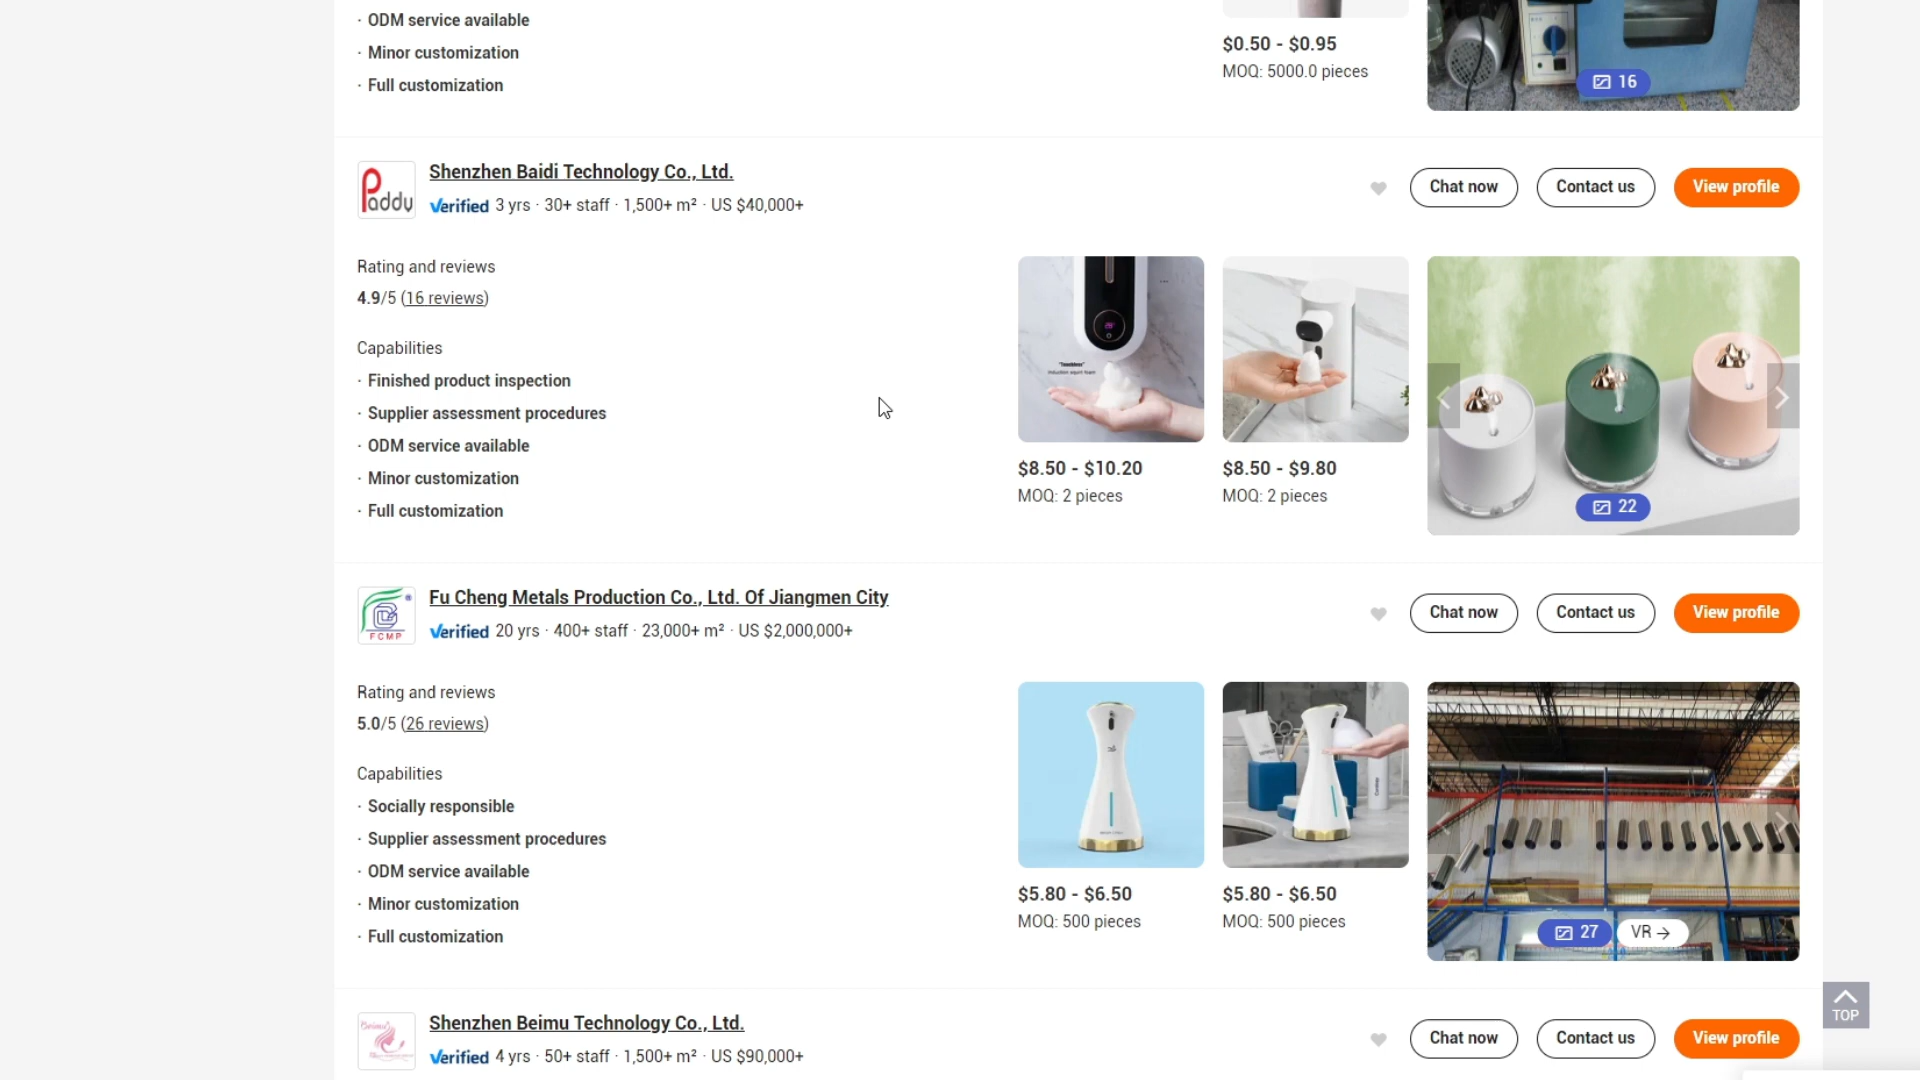 · ODM service available
· Minor customization
· Full customization
$0.50 - $0.95
MOQ: 5000.0 pieces
16
Paddy
Shenzhen Baidi Technology Co., Ltd.
Verified 3 yrs · 30+ staff · 1,500+ m² · US $40,000+
Chat now
Contact us
View profile
Rating and reviews
4.9/5 (16 reviews)
Capabilities
· Finished product inspection
· Supplier assessment procedures
· ODM service available
· Minor customization
· Full customization
$8.50 - $10.20
MOQ: 2 pieces
$8.50 - $9.80
MOQ: 2 pieces
22
FCMP
Fu Cheng Metals Production Co., Ltd. Of Jiangmen City
Verified 20 yrs · 400+ staff · 23,000+ m² · US $2,000,000+
Chat now
Contact us
View profile
Rating and reviews
5.0/5 (26 reviews)
Capabilities
· Socially responsible
· Supplier assessment procedures
· ODM service available
· Minor customization
· Full customization
$5.80 - $6.50
MOQ: 500 pieces
$5.80 - $6.50
MOQ: 500 pieces
27
VR
TOP
Beimu
Shenzhen Beimu Technology Co., Ltd.
Verified 4 yrs · 50+ staff · 1,500+ m² · US $90,000+
Chat now
Contact us
View profile